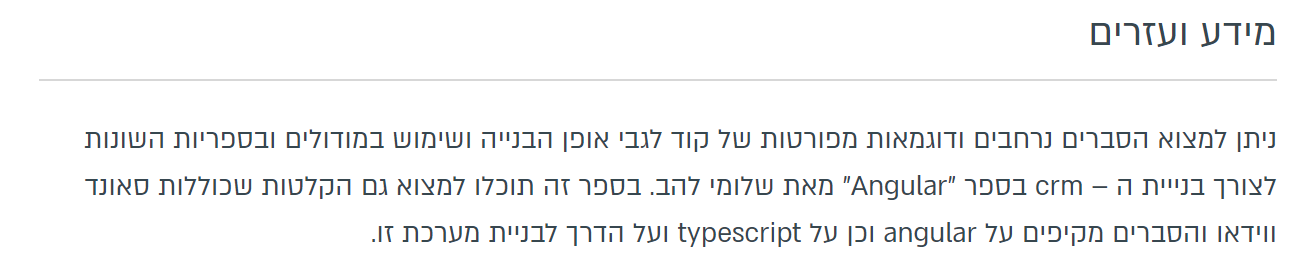 מידע ועזרים
ניתן למצוא הסברים נרחבים ודוגמאות מפורטות של קוד לגבי אופן הבנייה ושימוש במודולים ובספריות השונות
לצורך בנייית ה – crm בספר "Angular" מאת שלומי להב. בספר זה תוכלו למצוא גם הקלטות שכוללות סאונד
ווידאו והסברים מקיפים על angular וכן על typescript ועל הדרך לבניית מערכת זו.